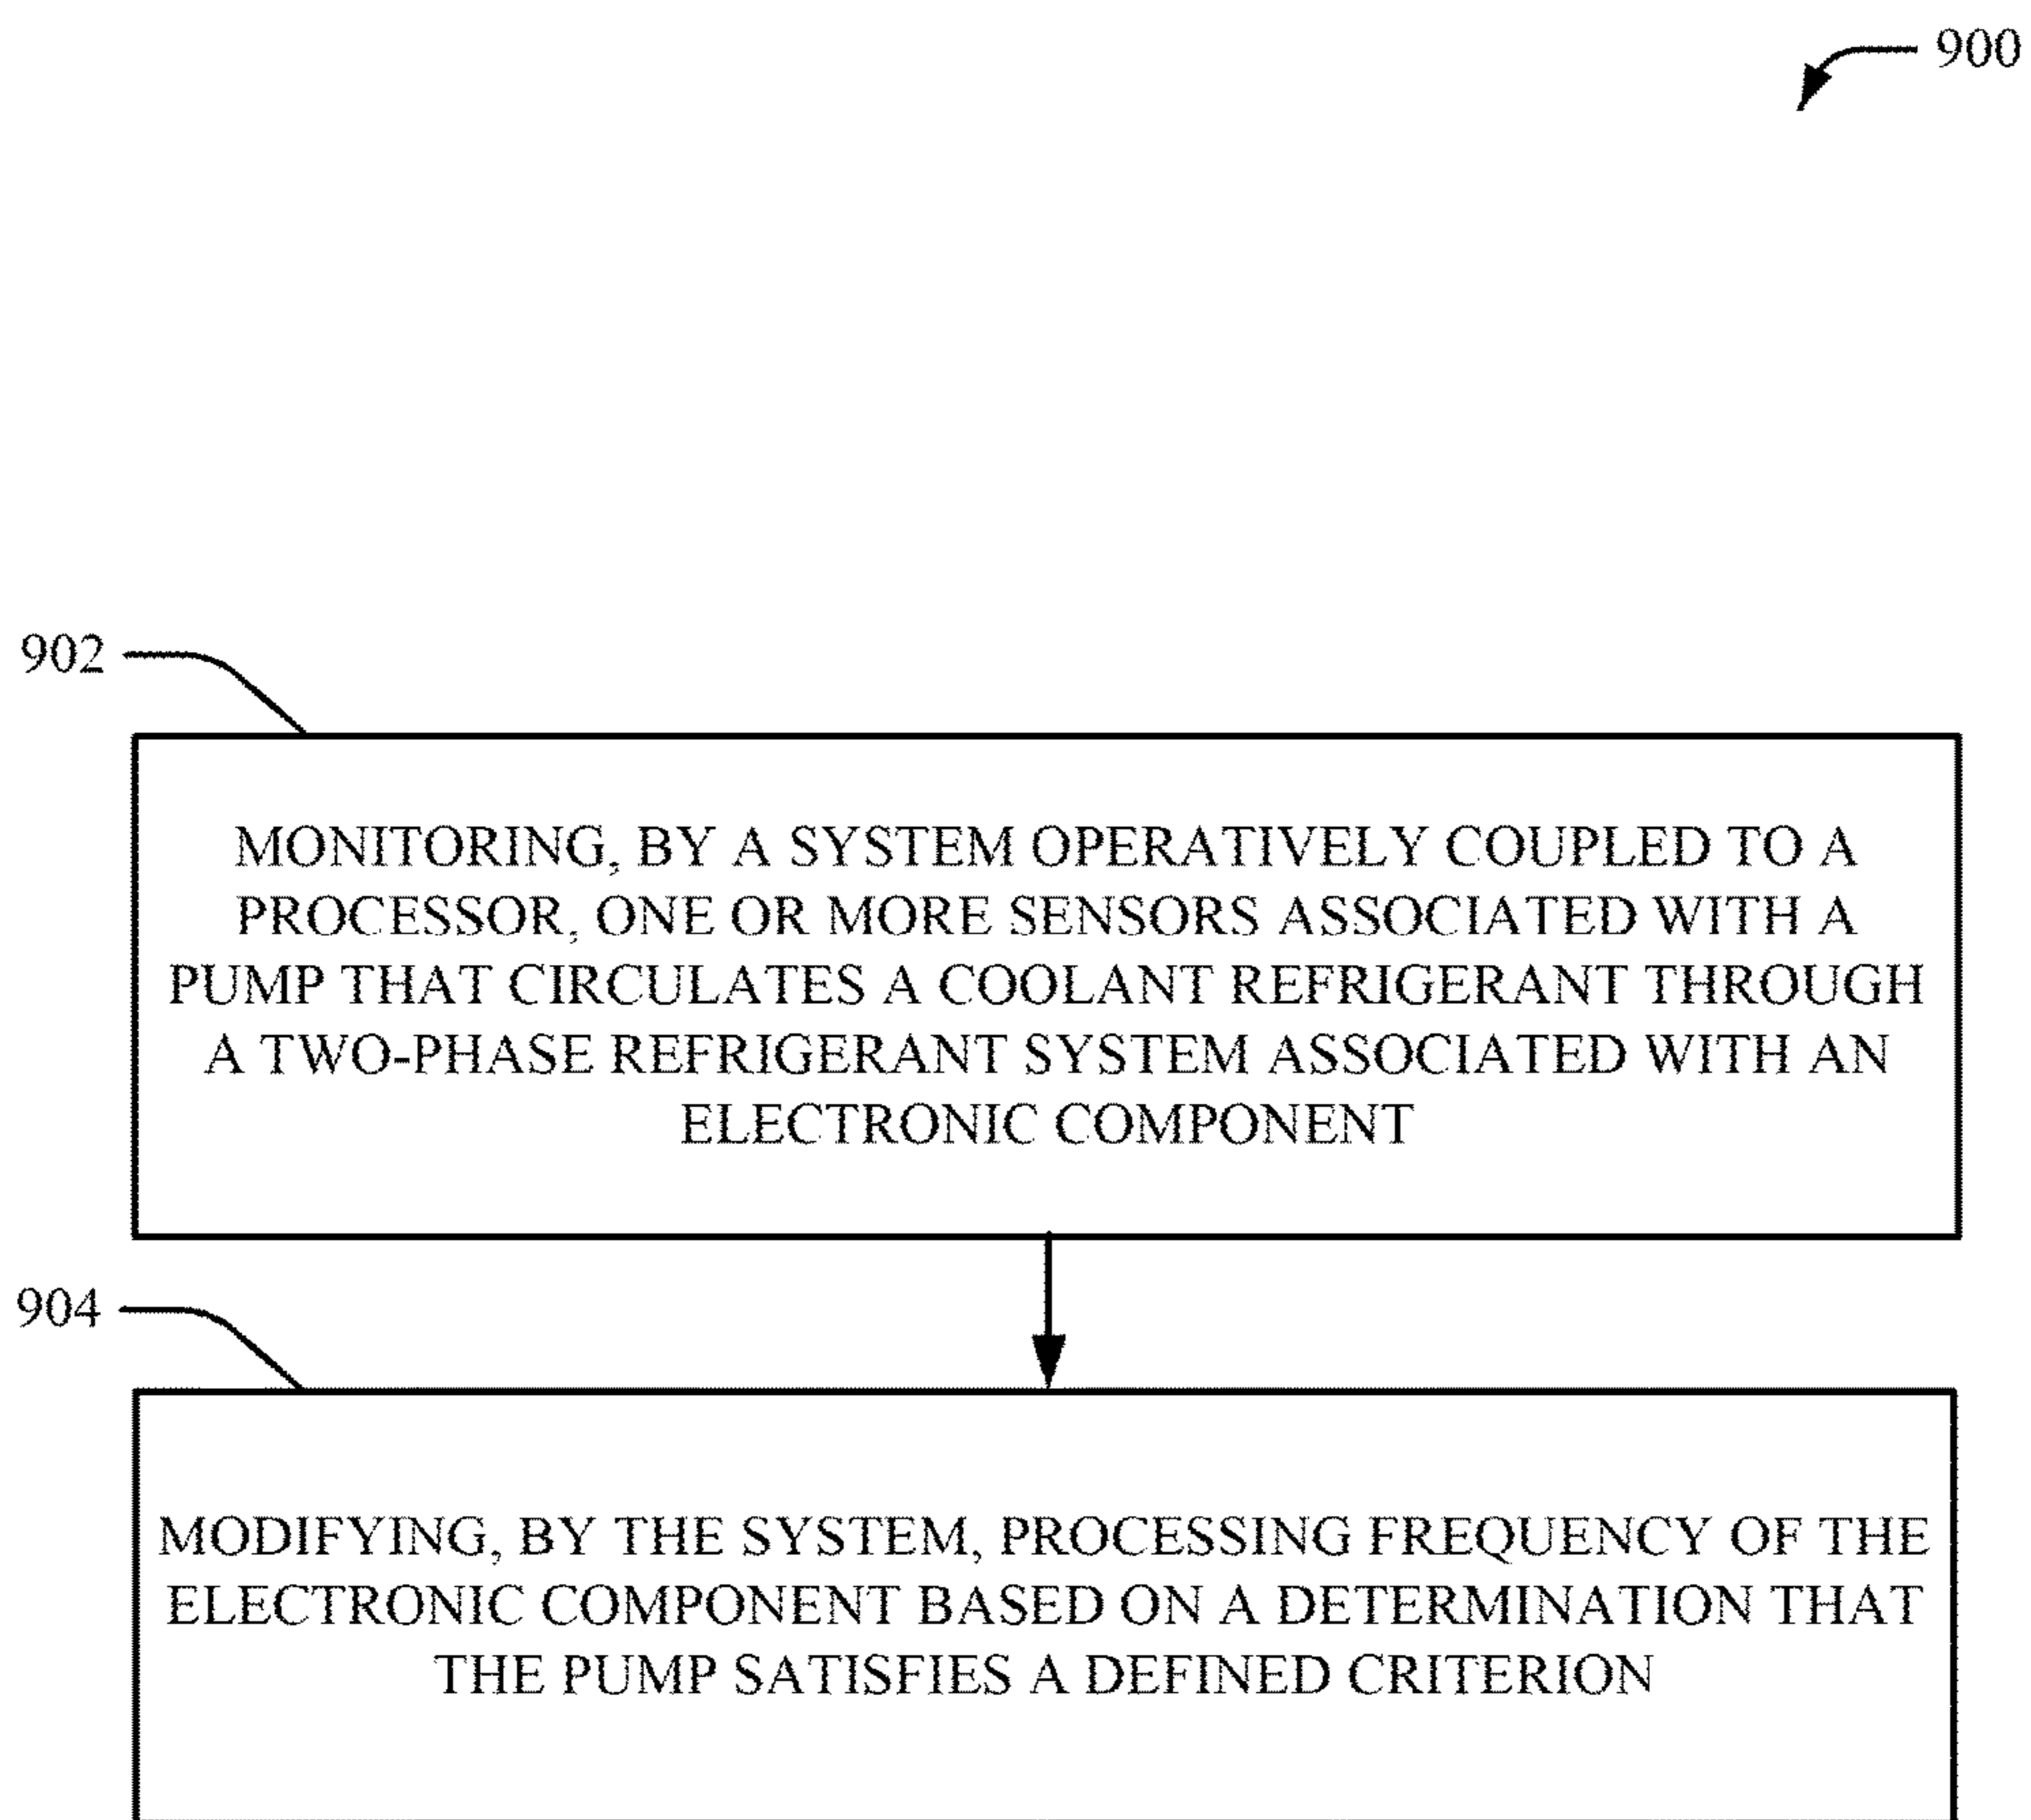 900
902
MONITORING, BY A SYSTEM OPERATIVELY COUPLED TO A
PROCESSOR, ONE OR MORE SENSORS ASSOCIATED WITH A
PUMP THAT CIRCULATES A COOLANT REFRIGERANT THROUGH
A TWO-PHASE REFRIGERANT SYSTEM ASSOCIATED WITH AN
ELECTRONIC COMPONENT
904
MODIFYING, BY THE SYSTEM, PROCESSING FREQUENCY OF THE
ELECTRONIC COMPONENT BASED ON A DETERMINATION THAT
THE PUMP SATISFIES A DEFINED CRITERION